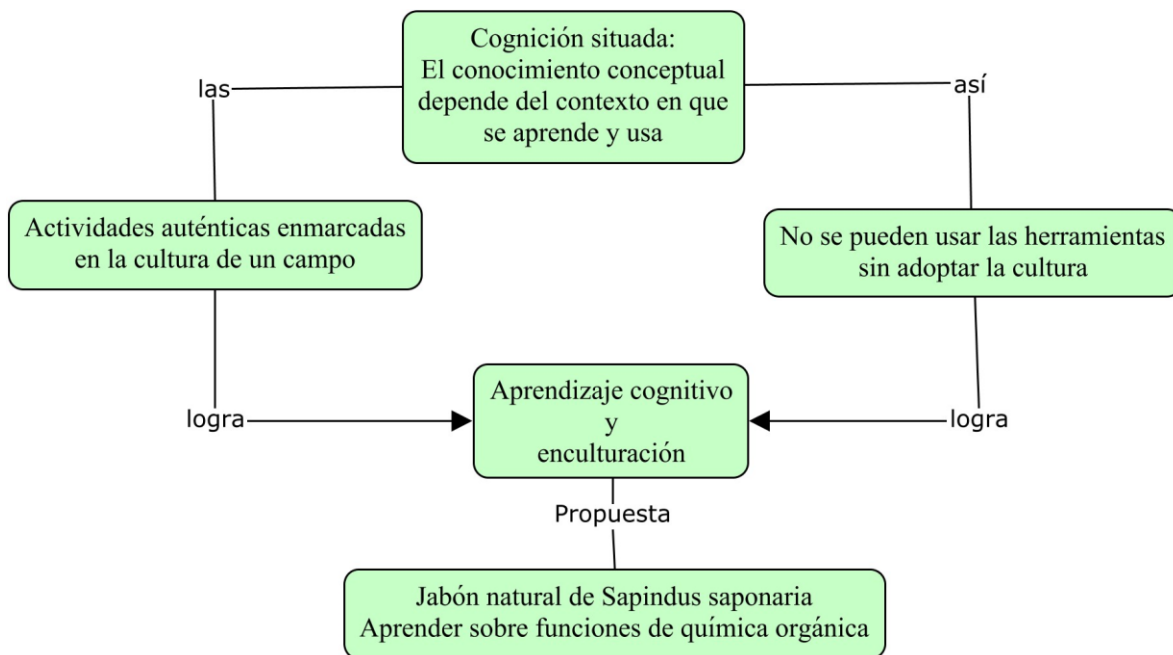 Cognición situada:
El conocimiento conceptual
depende del contexto en que
se aprende y usa
las
así
Actividades auténticas enmarcadas
en la cultura de un campo
No se pueden usar las herramientas
sin adoptar la cultura
Aprendizaje cognitivo
y
enculturación
logra
logra
Propuesta
Jabón natural de Sapindus saponaria
Aprender sobre funciones de química orgánica